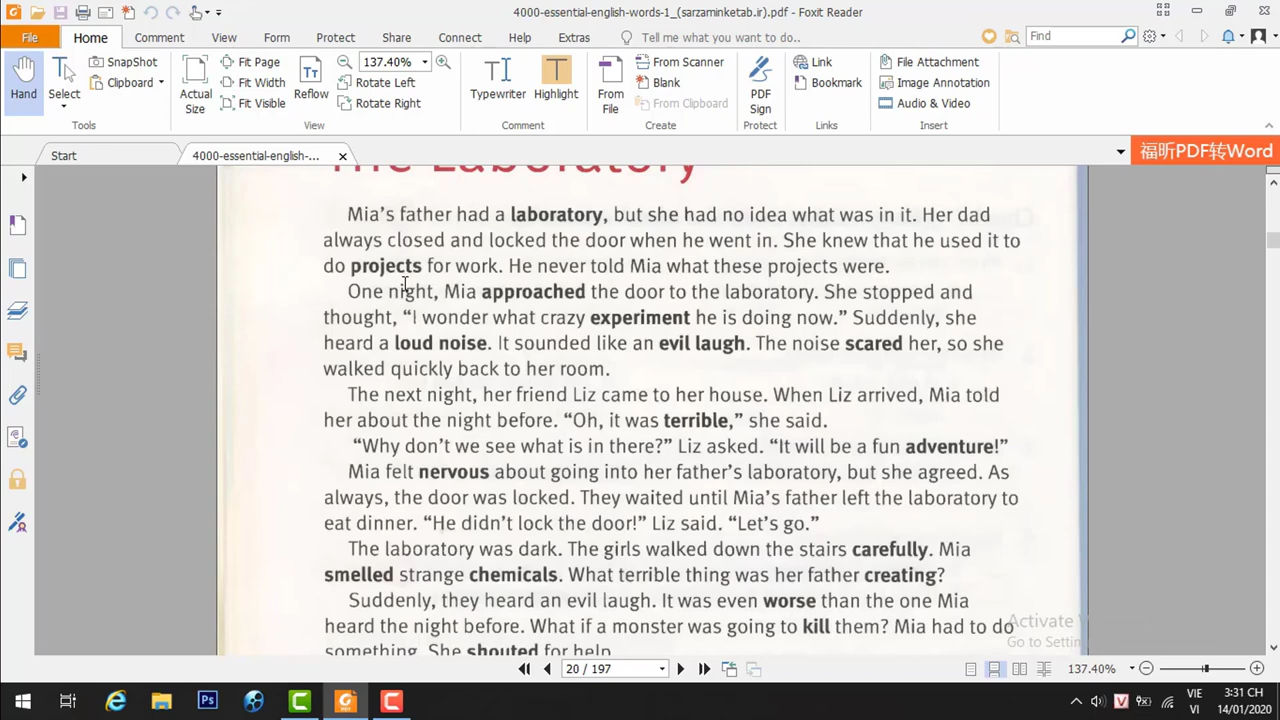 4000-essential-english-words-1_(sarzaminketab.ir).pdf - Foxit Reader
File Home Comment View Form Protect Share Connect Help Extras Tell me what you want to do.. Find
Hand
Select
SnapShot
Clipboard
Tools
Actual Size
Fit Page
Fit Width
Fit Visible
Reflow
137.40%
Rotate Left
Rotate Right
View
Typewriter
Highlight
Comment
From File
From Scanner
Blank
From Clipboard
Create
PDF Sign
Protect
Link
Bookmark
Links
File Attachment
Image Annotation
Audio & Video
Insert
Start 4000-essential-english-... 福昕PDF转Word
The Laboratory
Mia's father had a laboratory, but she had no idea what was in it. Her dad
always closed and locked the door when he went in. She knew that he used it to
do projects for work. He never told Mia what these projects were.
One night, Mia approached the door to the laboratory. She stopped and
thought, “I wonder what crazy experiment he is doing now.” Suddenly, she
heard a loud noise. It sounded like an evil laugh. The noise scared her, so she
walked quickly back to her room.
The next night, her friend Liz came to her house. When Liz arrived, Mia told
her about the night before. “Oh, it was terrible,” she said.
“Why don't we see what is in there?” Liz asked. “It will be a fun adventure!”
Mia felt nervous about going into her father's laboratory, but she agreed. As
always, the door was locked. They waited until Mia's father left the laboratory to
eat dinner. “He didn't lock the door!” Liz said. “Let's go.”
The laboratory was dark. The girls walked down the stairs carefully. Mia
smelled strange chemicals. What terrible thing was her father creating?
Suddenly, they heard an evil laugh. It was even worse than the one Mia
heard the night before. What if a monster was going to kill them? Mia had to do
something. She shouted for help.
Activate
Go to Settin
20 / 197 137.40%
Ps
VIE
VI
3:31 CH
14/01/2020